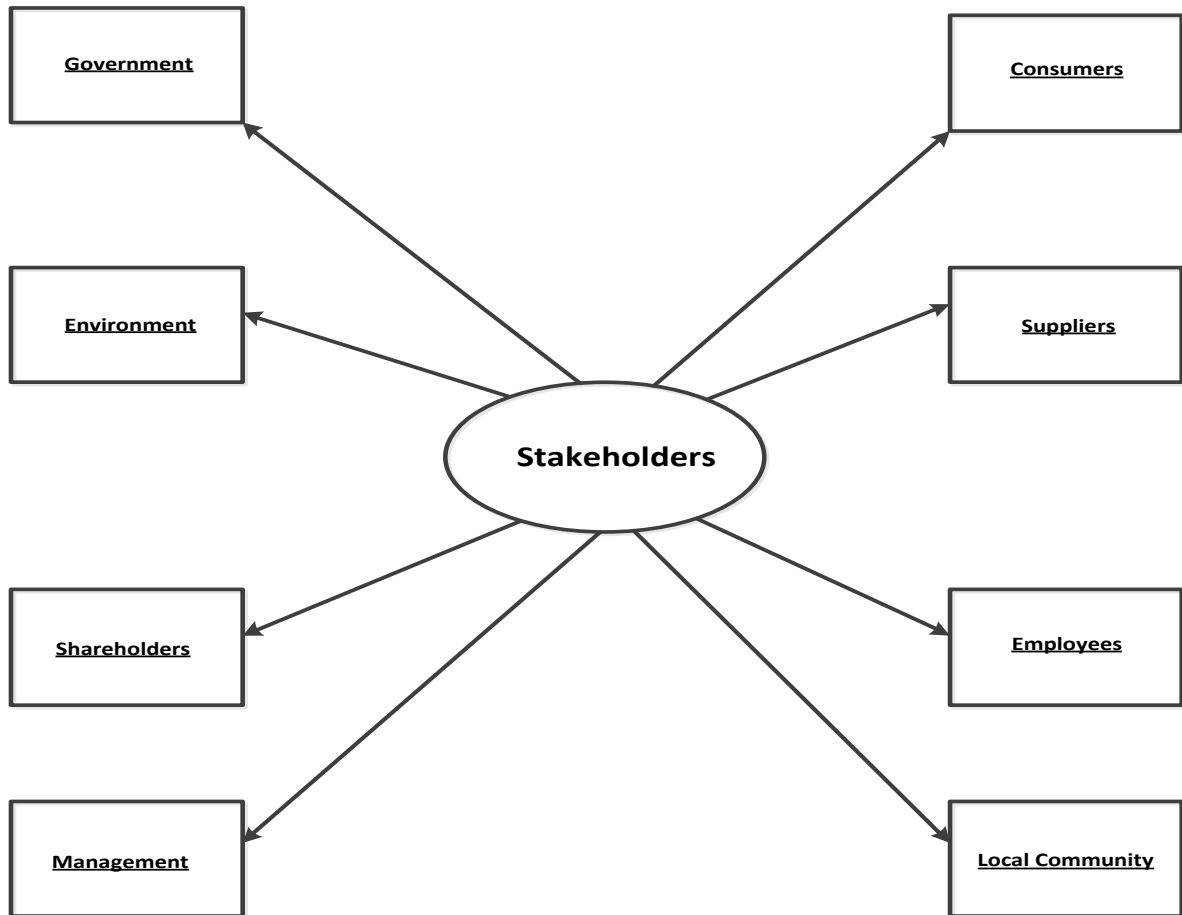 Government
Consumers
Environment
Suppliers
Stakeholders
Shareholders
Employees
Management
Local Community